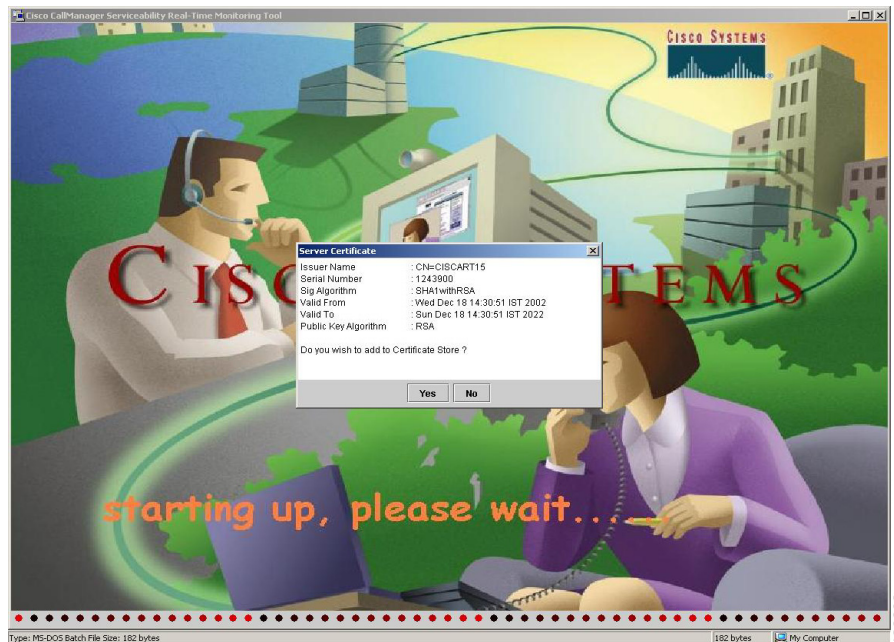 Cisco CallManager Serviceability Real-Time Monitoring Tool
CISCO SYSTEMS
Server Certificate
Issuer Name : CN=CISCART15
Serial Number : 1243900
Sig Algorithm : SHA1withRSA
Valid From : Wed Dec 18 14:30:51 IST 2002
Valid To : Sun Dec 18 14:30:51 IST 2022
Public Key Algorithm : RSA
Do you wish to add to Certificate Store ?
Yes No
CISC TEMS
starting up, please wait......
Type: MS-DOS Batch File Size: 182 bytes 182 bytes My Computer